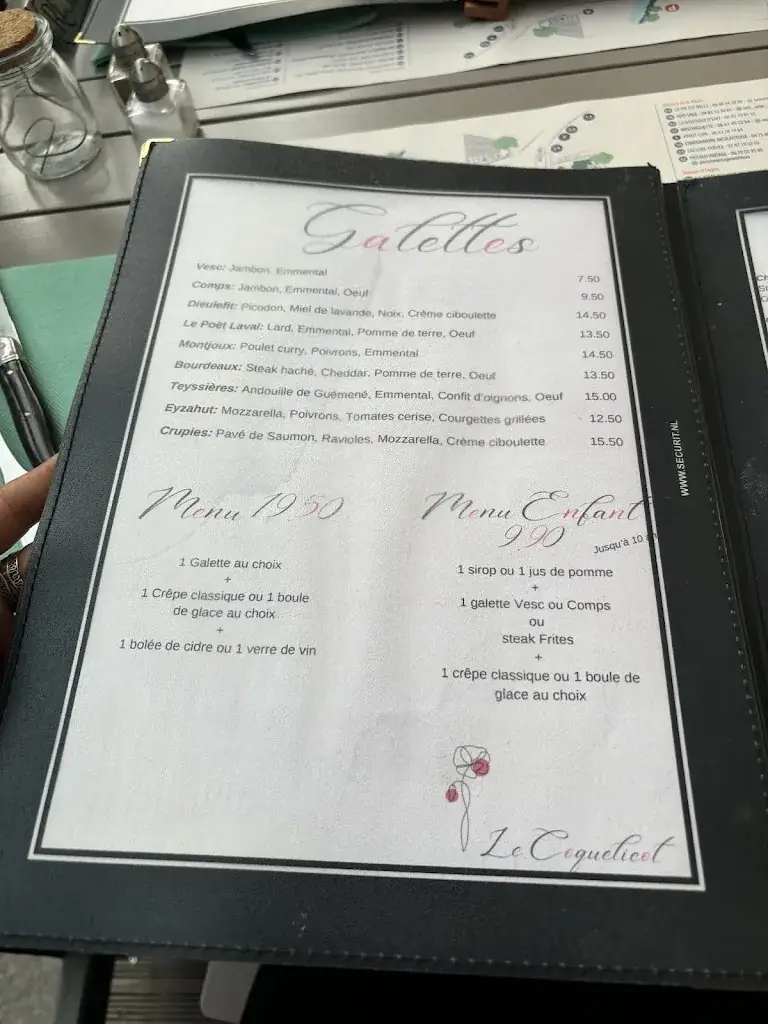 Galettes
Vesc: Jambon, Emmental 7.50
Comps: Jambon, Emmental, Oeuf 9.50
Dieulefit: Picodon, Miel de lavande, Noix, Crème ciboulette 14.50
Le Poët Laval: Lard, Emmental, Pomme de terre, Oeuf 13.50
Montjoux: Poulet curry, Poivrons, Emmental 14.50
Bourdeaux: Steak haché, Cheddar, Pomme de terre, Oeuf 13.50
Teyssières: Andouille de Guémené, Emmental, Confit d'oignons, Oeuf 15.00
Eyzahut: Mozzarella, Poivrons, Tomates cerise, Courgettes grillées 12.50
Crupies: Pavé de Saumon, Ravioles, Mozzarella, Crème ciboulette 15.50
Menu 19 50
1 Galette au choix
+
1 Crêpe classique ou 1 boule
de glace au choix
+
1 bolée de cidre ou 1 verre de vin
Menu Enfant
9 90
Jusqu'à 10
1 sirop ou 1 jus de pomme
+
1 galette Vesc ou Comps
ou
steak Frites
+
1 crêpe classique ou 1 boule de
glace au choix
Le Coquelicot
WWW.SECURIT.NL